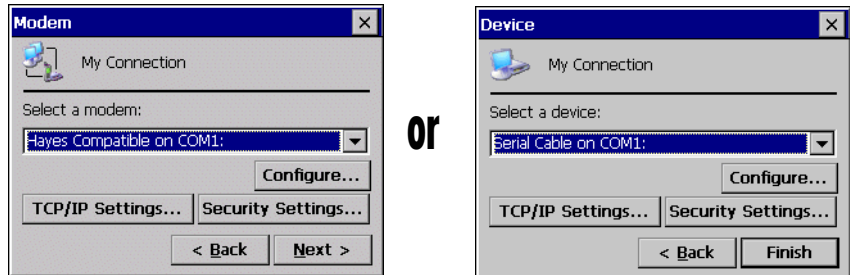 Modem
My Connection
Select a modem:
Hayes Compatible on COM1:
Configure...
TCP/IP Settings...
Security Settings...
< Back
Next >
or
Device
My Connection
Select a device:
Serial Cable on COM1:
Configure...
TCP/IP Settings...
Security Settings...
< Back
Finish